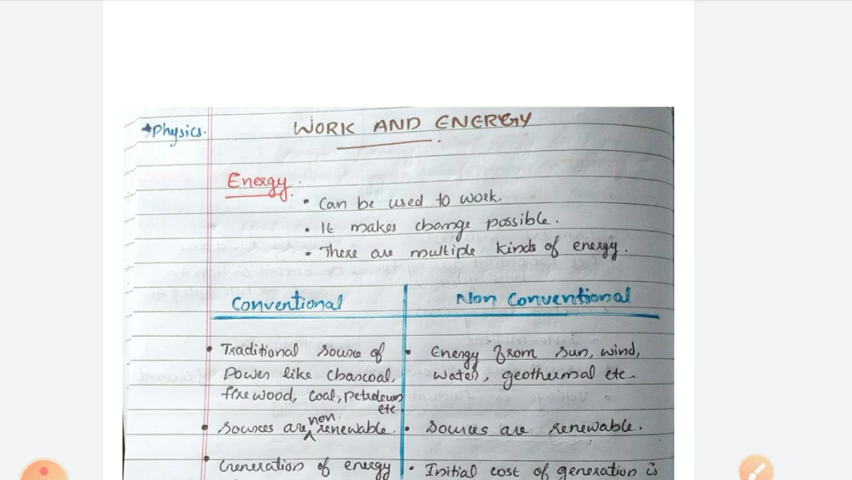 Physics.
WORK AND ENERGY
Energy.
• Can be used to work.
• It makes change possible.
• There are multiple kinds of energy.
Conventional
Non Conventional
• Traditional source of
Power like charcoal,
fire wood, coal, petroleum
etc
• Sources are non renewable.
• Generation of energy
• Energy from sun, wind,
water, geothermal etc.
• Sources are renewable.
• Initial cost of generation is